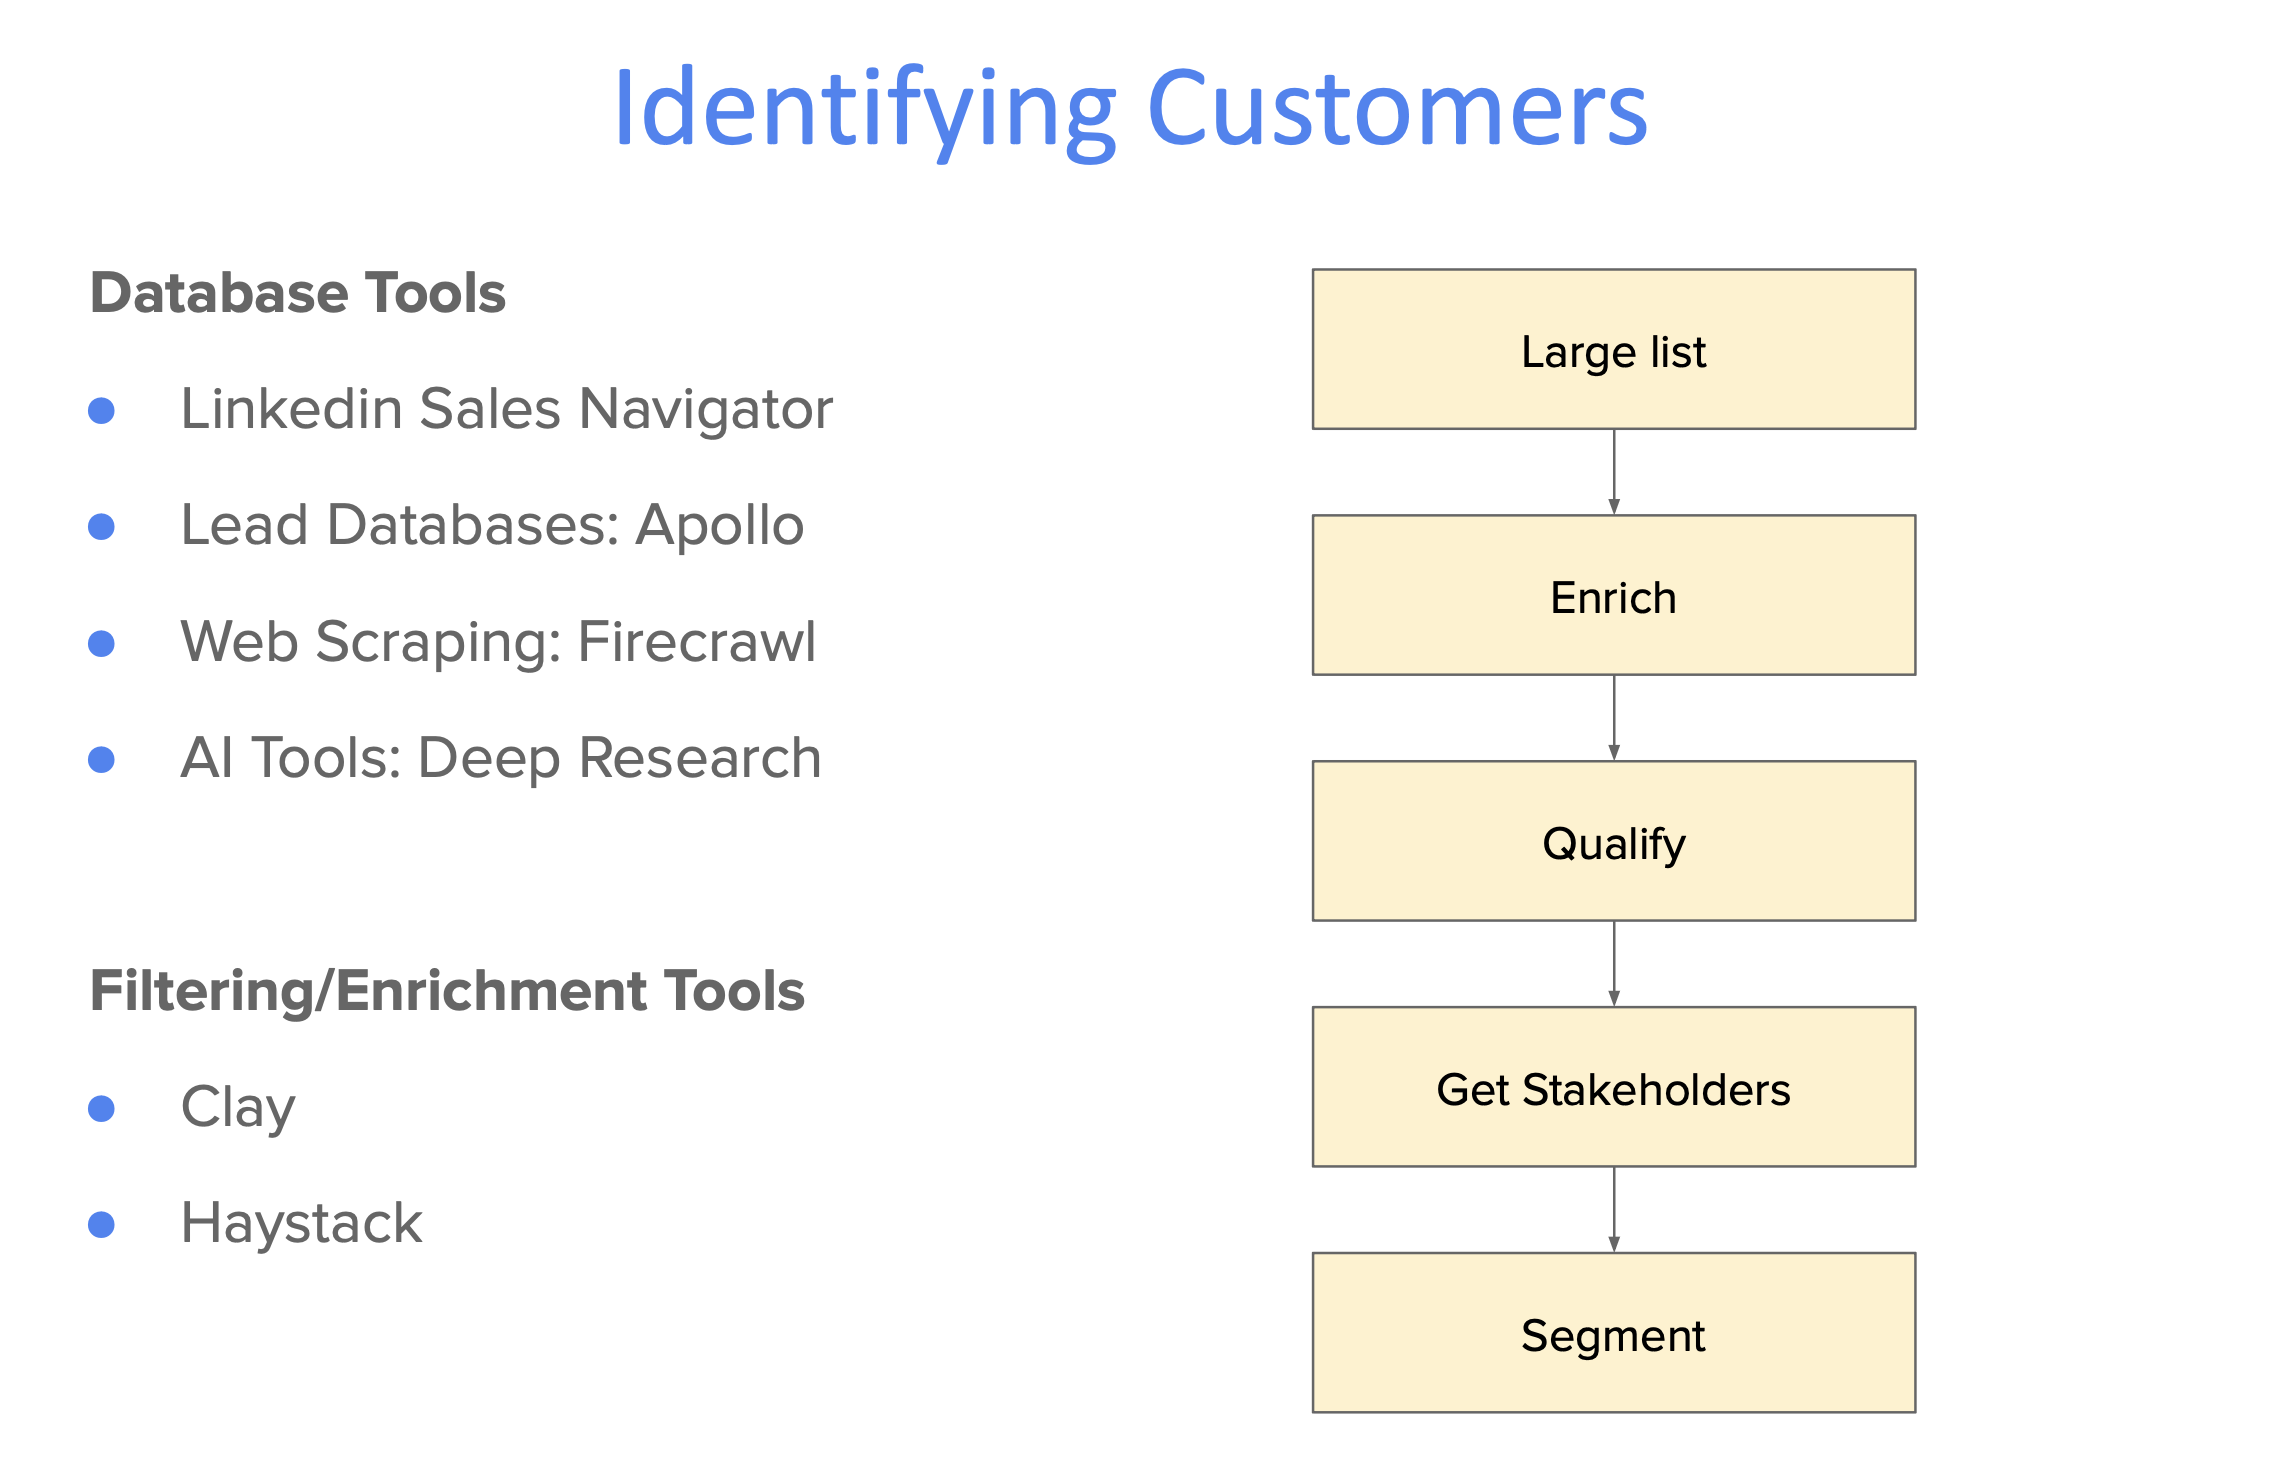 Identifying Customers
Database Tools
Linkedin Sales Navigator
Lead Databases: Apollo
Web Scraping: Firecrawl
AI Tools: Deep Research
Filtering/Enrichment Tools
Clay
Haystack
Large list
Enrich
Qualify
Get Stakeholders
Segment